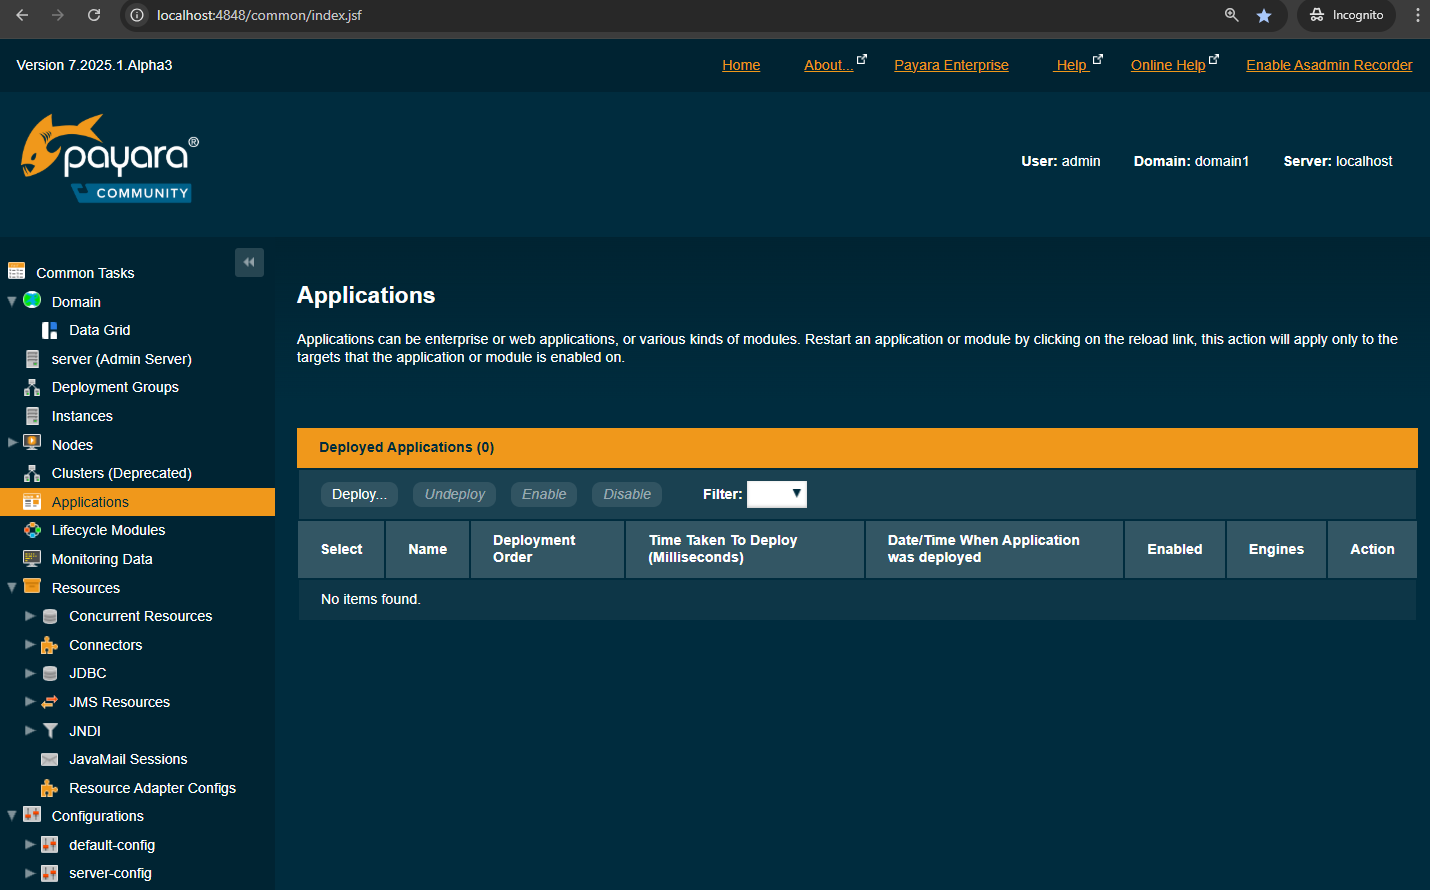 localhost:4848/common/index.jsf
Incognito
Version 7.2025.1.Alpha3
Home
About...
Payara Enterprise
Help
Online Help
Enable Asadmin Recorder
payara®
COMMUNITY
User: admin
Domain: domain1
Server: localhost
Common Tasks
Domain
Data Grid
server (Admin Server)
Deployment Groups
Instances
Nodes
Clusters (Deprecated)
Applications
Lifecycle Modules
Monitoring Data
Resources
Concurrent Resources
Connectors
JDBC
JMS Resources
JNDI
JavaMail Sessions
Resource Adapter Configs
Configurations
default-config
server-config
Applications
Applications can be enterprise or web applications, or various kinds of modules. Restart an application or module by clicking on the reload link, this action will apply only to the
targets that the application or module is enabled on.
Deployed Applications (0)
Deploy...
Undeploy
Enable
Disable
Filter:
Select
Name
Deployment
Order
Time Taken To Deploy
(Milliseconds)
Date/Time When Application
was deployed
Enabled
Engines
Action
No items found.